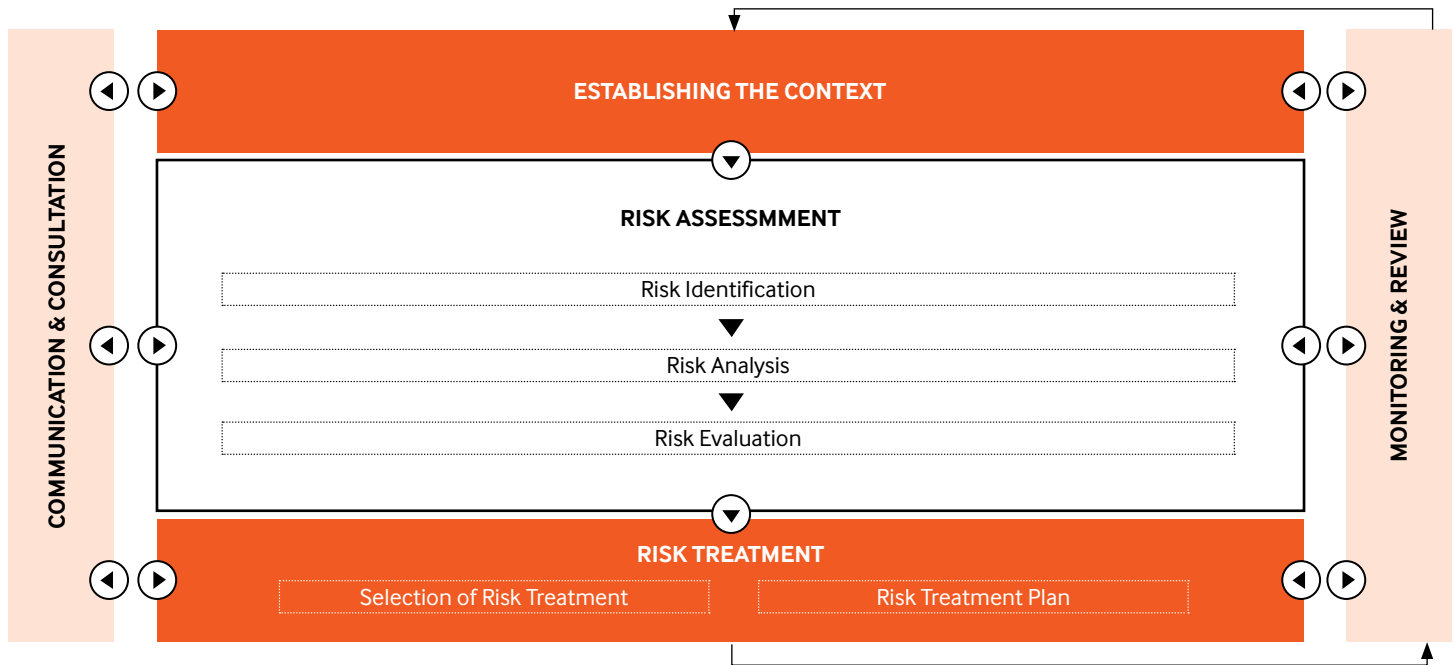 ESTABLISHING THE CONTEXT
COMMUNICATION & CONSULTATION
RISK ASSESSMMENT
Risk Identification
Risk Analysis
Risk Evaluation
MONITORING & REVIEW
RISK TREATMENT
Selection of Risk Treatment
Risk Treatment Plan